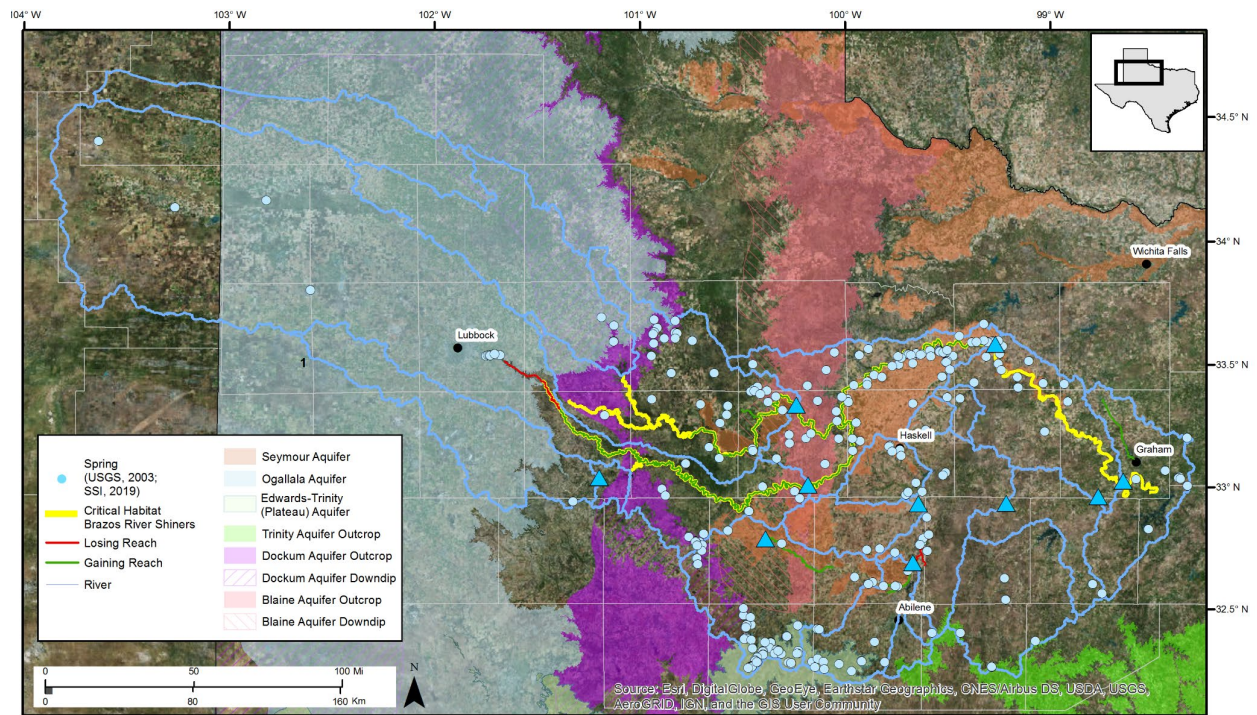 104° W
103° W
102° W
101° W
100° W
99° W
34.5° N
34° N
33.5° N
33° N
32.5° N
Wichita Falls
Lubbock
1
Haskell
Graham
Abilene
Spring
(USGS, 2003;
SSI, 2019)
Critical Habitat
Brazos River Shiners
Losing Reach
Gaining Reach
River
Seymour Aquifer
Ogallala Aquifer
Edwards-Trinity
(Plateau) Aquifer
Trinity Aquifer Outcrop
Dockum Aquifer Outcrop
Dockum Aquifer Downdip
Blaine Aquifer Outcrop
Blaine Aquifer Downdip
0 50 100 Mi
0 80 160 Km
N
Source: Esri, DigitalGlobe, GeoEye, Earthstar Geographics, CNES/Airbus DS, USDA, USGS,
AeroGRID, IGN, and the GIS User Community